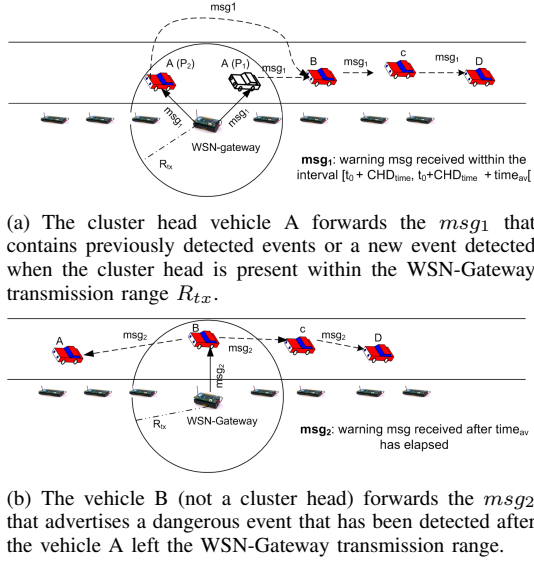 msg1
A (P2)
A (P1)
B
c
D
msg1
msg1
msg1
msg1
msg1
WSN-gateway
Rtx
msg1: warning msg received wtithin the
interval [t0 + CHDtime, t0+CHDtime + timeav[
(a) The cluster head vehicle A forwards the msg1 that
contains previously detected events or a new event detected
when the cluster head is present within the WSN-Gateway
transmission range Rtx.
A
B
c
D
msg2
msg2
msg2
msg2
Rtx
WSN-Gateway
msg2: warning msg received after timeav
has elapsed
(b) The vehicle B (not a cluster head) forwards the msg2
that advertises a dangerous event that has been detected after
the vehicle A left the WSN-Gateway transmission range.